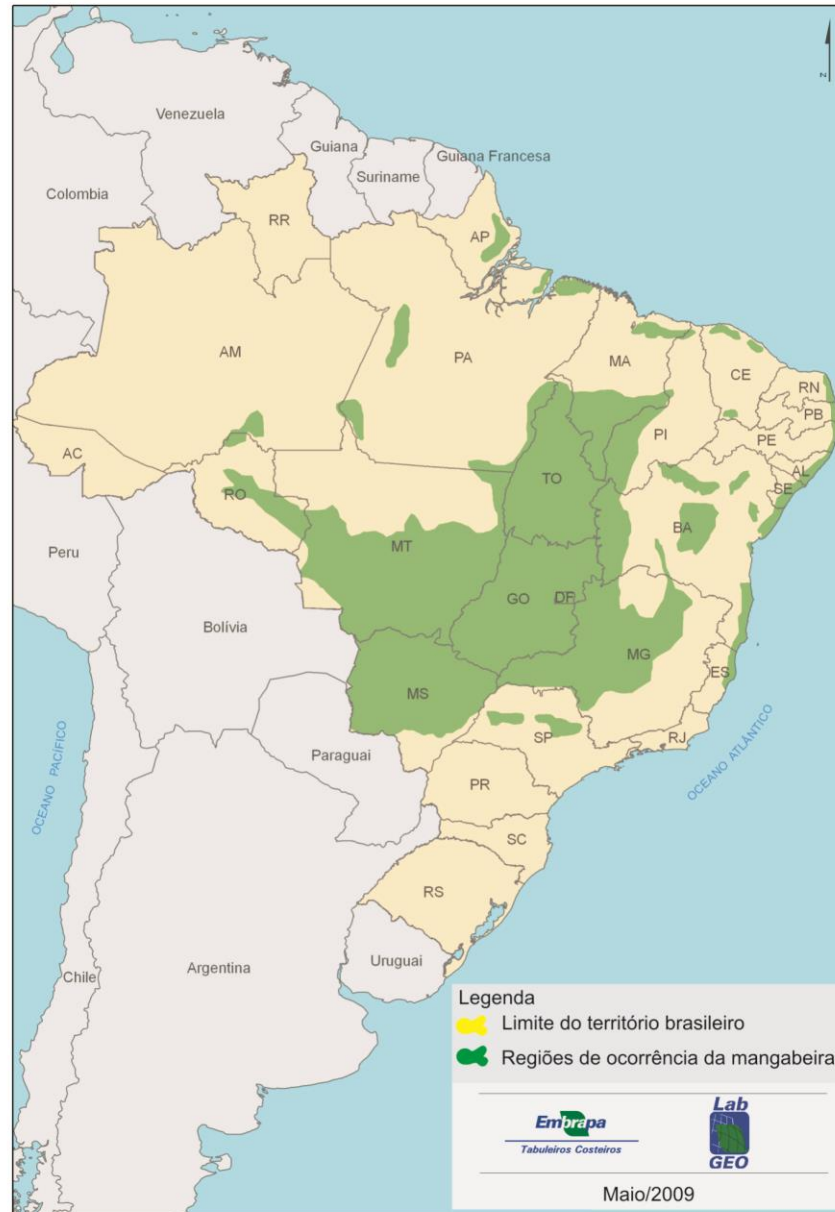 N
Venezuela
Guiana
Suriname
Guiana Francesa
Colombia
RR
AP
AM
PA
MA
CE
RN
PB
PI
PE
AL
SE
AC
RO
TO
BA
MT
Peru
GO
DF
Bolívia
MG
ES
MS
SP
RJ
Paraguai
PR
OCEANO PACÍFICO
OCEANO ATLÂNTICO
SC
RS
Uruguai
Chile
Argentina
Legenda
Limite do território brasileiro
Regiões de ocorrência da mangabeira
Embrapa
Tabuleiros Costeiros
Lab
GEO
Maio/2009